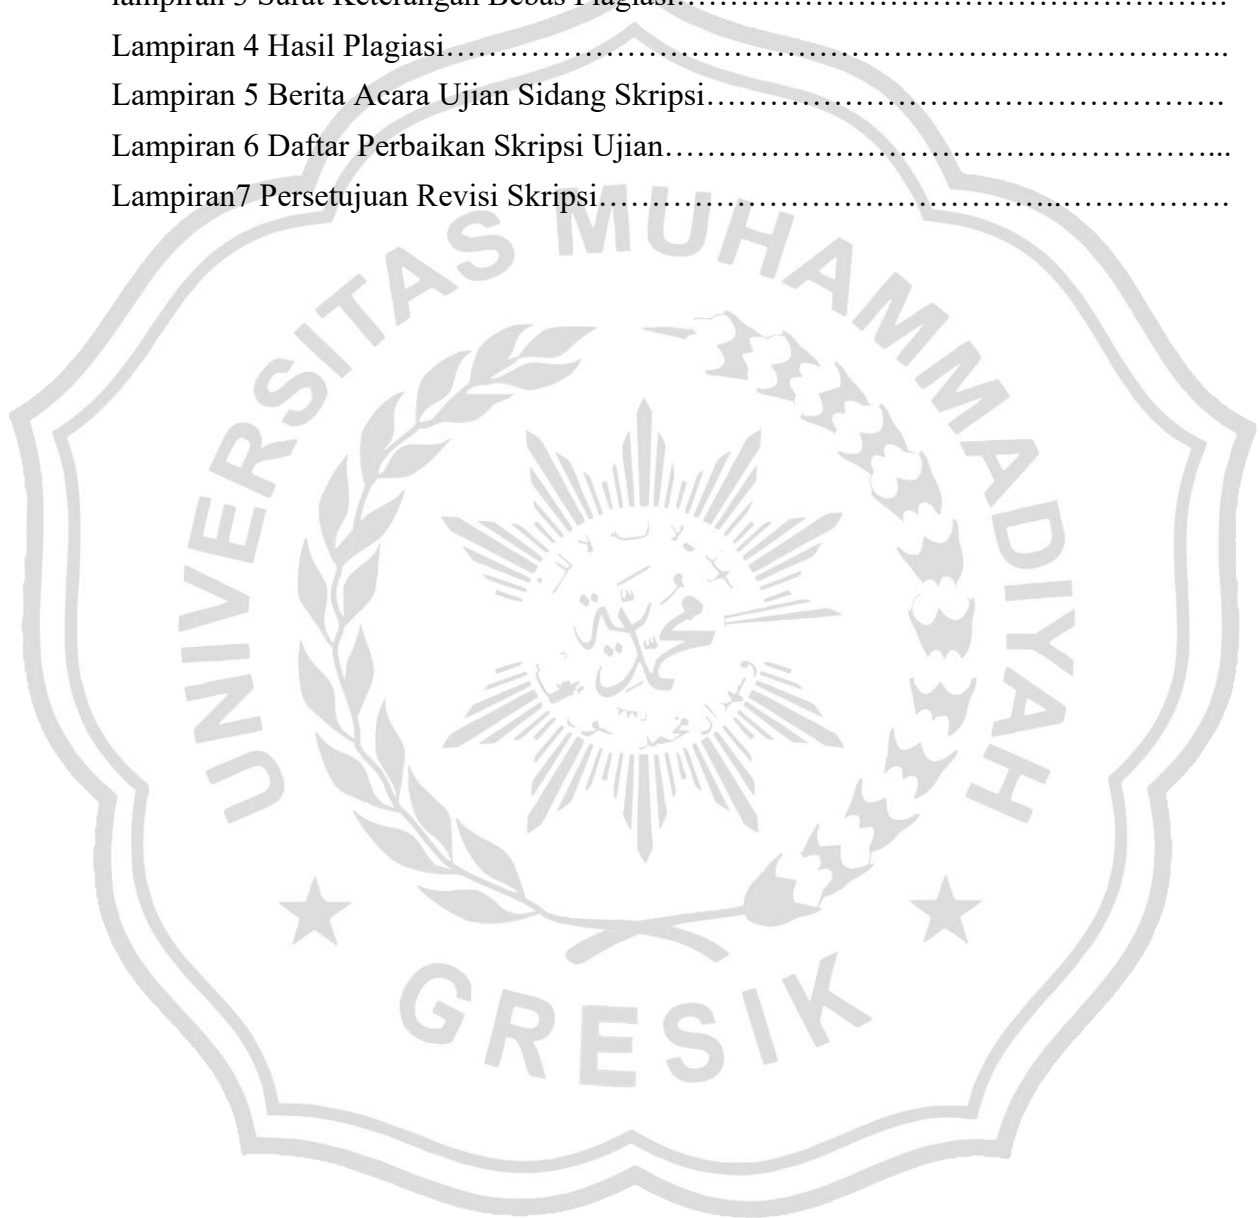 lampiran 3 Surat Keterangan Bebas Plagiasi…………………………………………….
Lampiran 4 Hasil Plagiasi…….…………………………………………………………..
Lampiran 5 Berita Acara Ujian Sidang Skripsi………………………………………….
Lampiran 6 Daftar Perbaikan Skripsi Ujian……………………………………………...
Lampiran7 Persetujuan Revisi Skripsi……………………………………..…………….
UNIVERSITAS MUHAMMADIYAH
محمدية
GRESIK